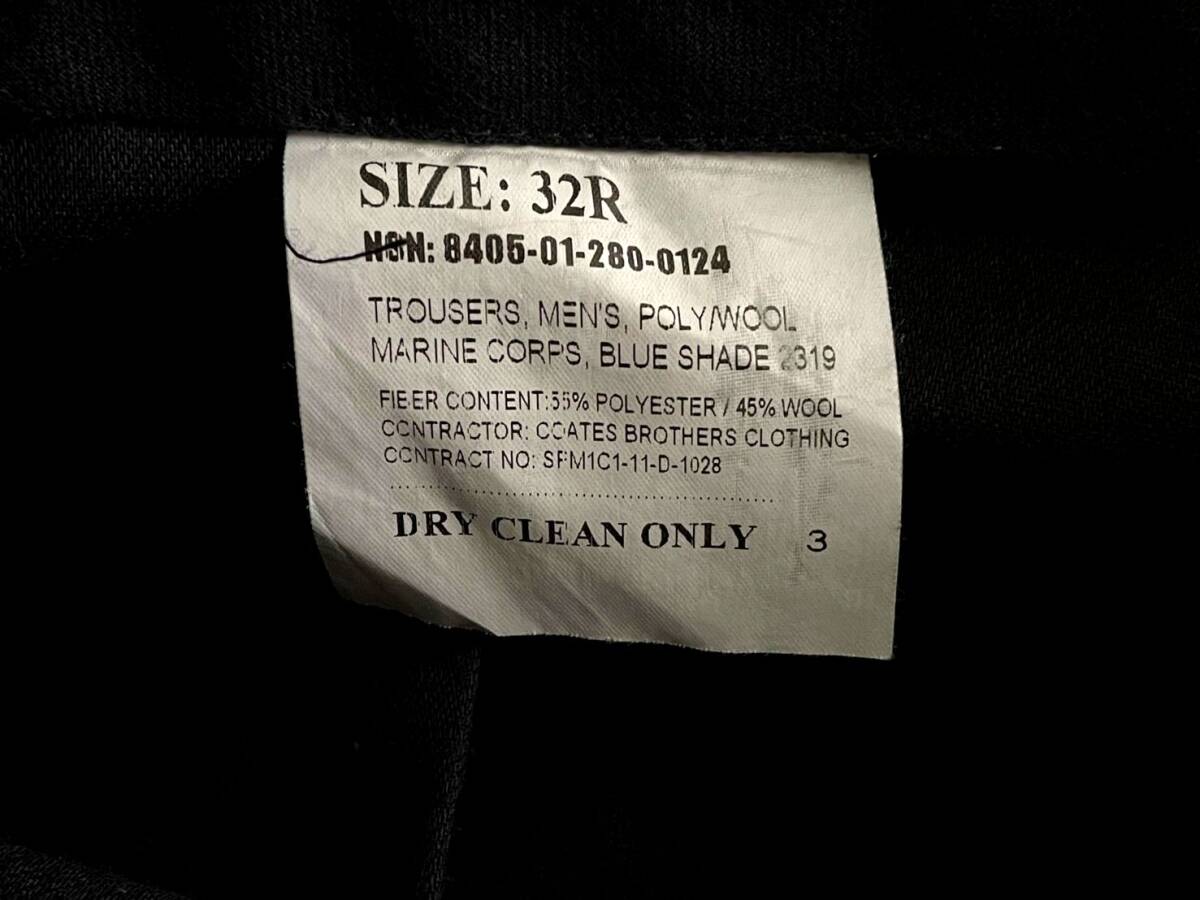 SIZE: 32R
NSN: 8405-01-280-0124
TROUSERS, MEN'S, POLY/WOOL
MARINE CORPS, BLUE SHADE 2319
FIBER CONTENT:55% POLYESTER / 45% WOOL
CONTRACTOR: COATES BROTHERS CLOTHING
CONTRACT NO: SPM1C1-11-D-1028
DRY CLEAN ONLY 3